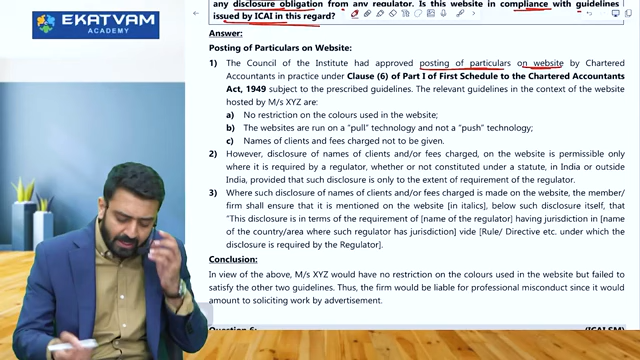 EKATVAM
ACADEMY
any disclosure obligation from any regulator. Is this website in compliance with guidelines
issued by ICAI in this regard?
Answer:
Posting of Particulars on Website:
1) The Council of the Institute had approved posting of particulars on website by Chartered
Accountants in practice under Clause (6) of Part I of First Schedule to the Chartered Accountants
Act, 1949 subject to the prescribed guidelines. The relevant guidelines in the context of the website
hosted by M/s XYZ are:
a) No restriction on the colours used in the website;
b) The websites are run on a “pull” technology and not a “push” technology;
c) Names of clients and fees charged not to be given.
2) However, disclosure of names of clients and/or fees charged, on the website is permissible only
where it is required by a regulator, whether or not constituted under a statute, in India or outside
India, provided that such disclosure is only to the extent of requirement of the regulator.
3) Where such disclosure of names of clients and/or fees charged is made on the website, the member/
firm shall ensure that it is mentioned on the website [in italics], below such disclosure itself, that
“This disclosure is in terms of the requirement of [name of the regulator] having jurisdiction in [name
of the country/area where such regulator has jurisdiction] vide [Rule/ Directive etc. under which the
disclosure is required by the Regulator].
Conclusion:
In view of the above, M/s XYZ would have no restriction on the colours used in the website but failed to
satisfy the other two guidelines. Thus, the firm would be liable for professional misconduct since it would
amount to soliciting work by advertisement.
Question 6:
(ICAI SM)